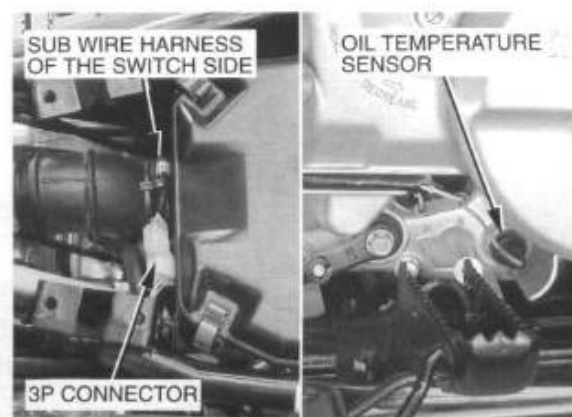 SUB WIRE HARNESS
OF THE SWITCH SIDE
3P CONNECTOR
OIL TEMPERATURE
SENSOR